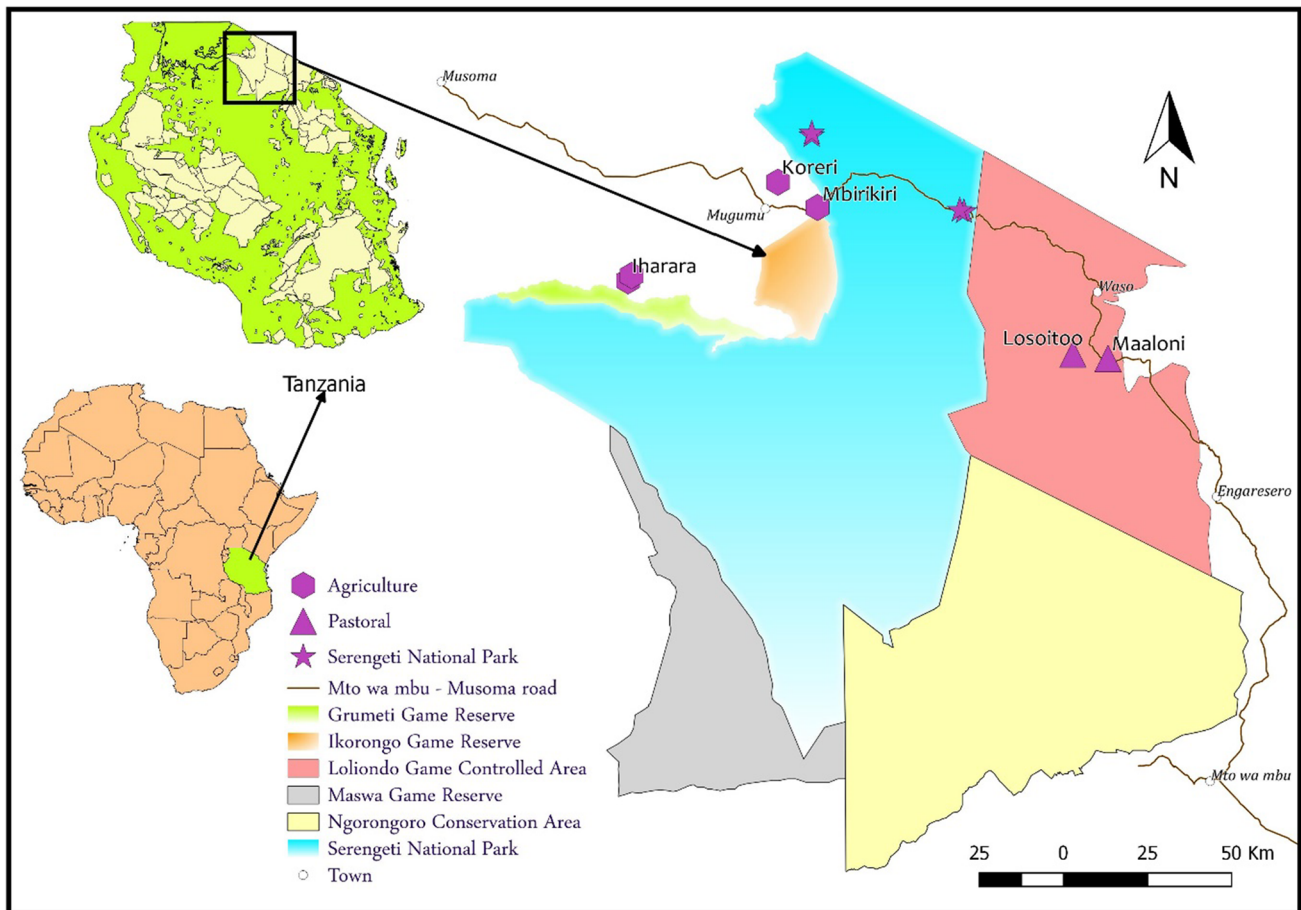 Musoma
Koreri
Mbirikiri
Mugumu
N
Iharara
Waso
Losoitoo
Maaloni
Tanzania
Engaresero
Mto wa mbu
Agriculture
Pastoral
Serengeti National Park
Mto wa mbu - Musoma road
Grumeti Game Reserve
Ikorongo Game Reserve
Loliondo Game Controlled Area
Maswa Game Reserve
Ngorongoro Conservation Area
Serengeti National Park
Town
25 0 25 50 Km